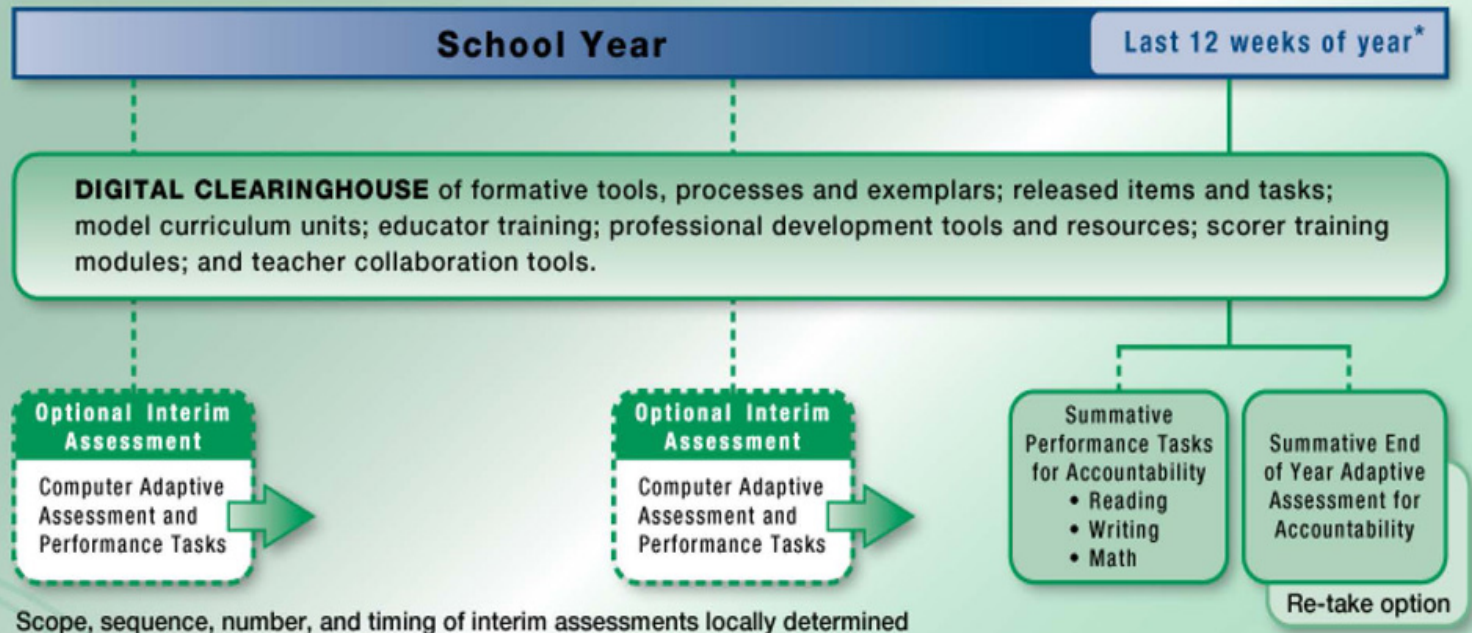 School Year
Last 12 weeks of year*
DIGITAL CLEARINGHOUSE of formative tools, processes and exemplars; released items and tasks;
model curriculum units; educator training; professional development tools and resources; scorer training
modules; and teacher collaboration tools.
Optional Interim
Assessment
Computer Adaptive
Assessment and
Performance Tasks
Optional Interim
Assessment
Computer Adaptive
Assessment and
Performance Tasks
Summative
Performance Tasks
for Accountability
• Reading
• Writing
• Math
Summative End
of Year Adaptive
Assessment for
Accountability
Re-take option
Scope, sequence, number, and timing of interim assessments locally determined